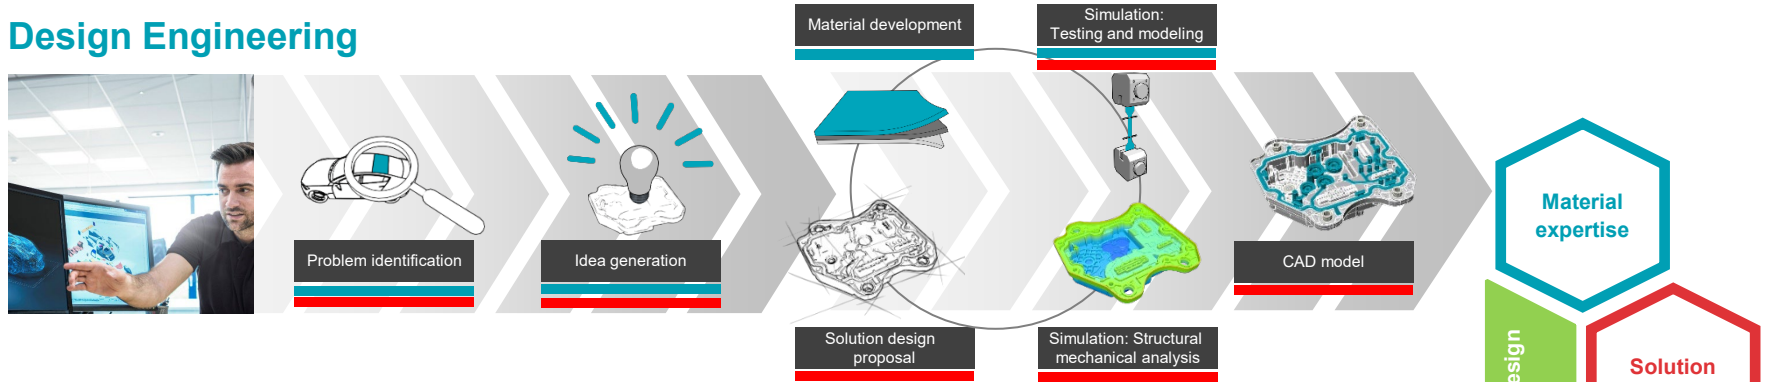 Design Engineering
Material development
Simulation:
Testing and modeling
Problem identification
Idea generation
CAD model
Solution design
proposal
Simulation: Structural
mechanical analysis
Material
expertise
Solution